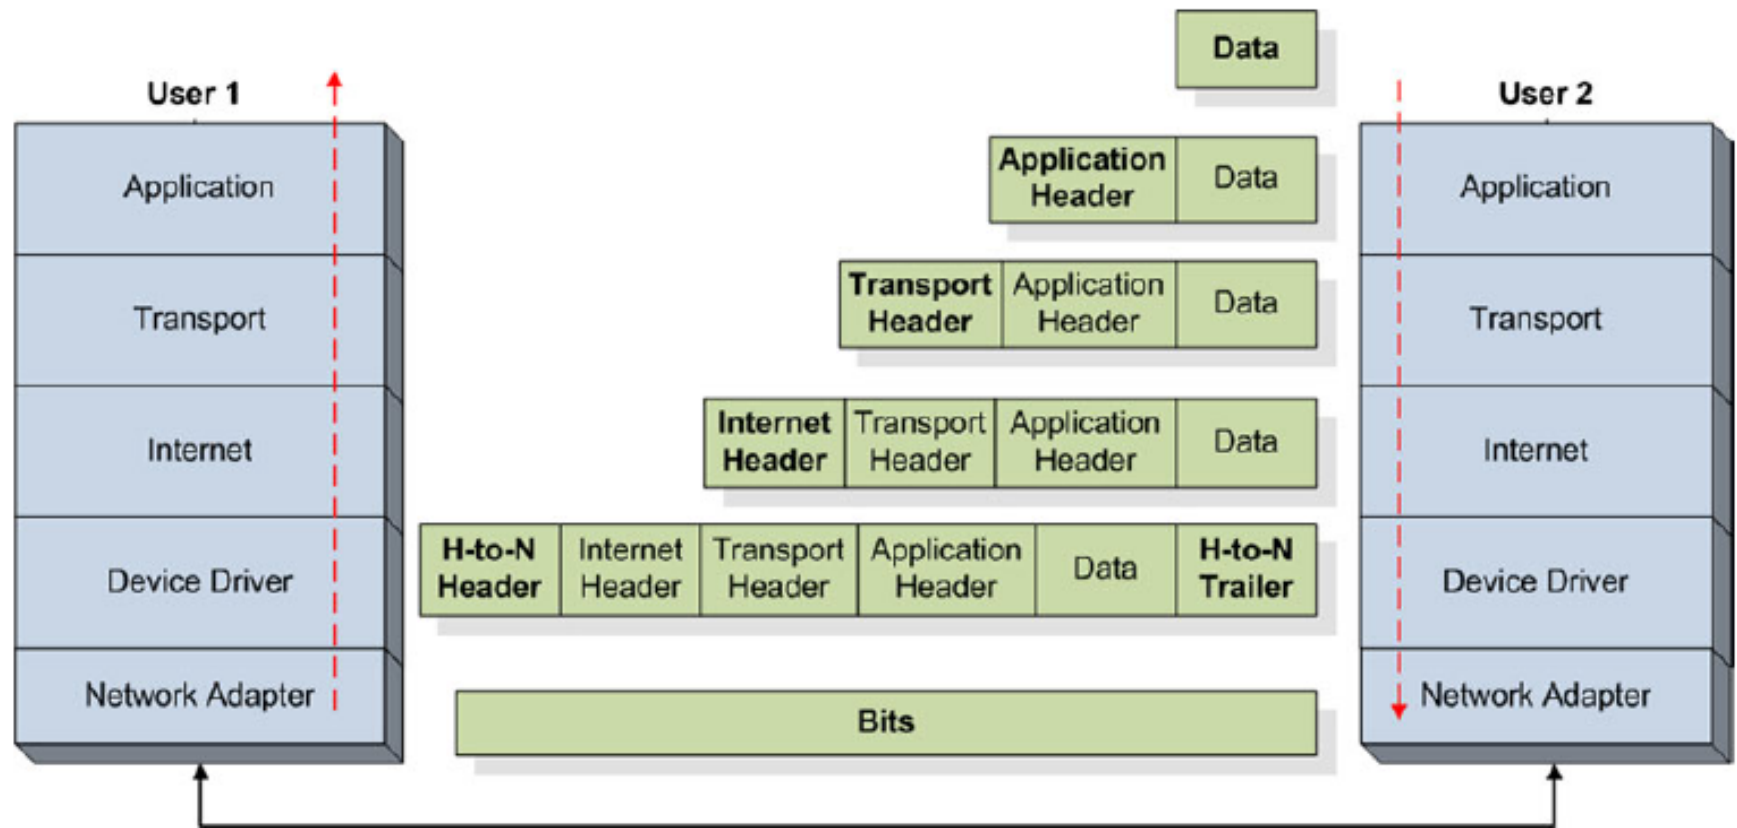 Data
User 1
User 2
Application
Application
Header
Data
Application
Transport
Transport
Header
Application
Header
Data
Transport
Internet
Internet
Header
Transport
Header
Application
Header
Data
Internet
Device Driver
H-to-N
Header
Internet
Header
Transport
Header
Application
Header
Data
H-to-N
Trailer
Device Driver
Network Adapter
Bits
Network Adapter